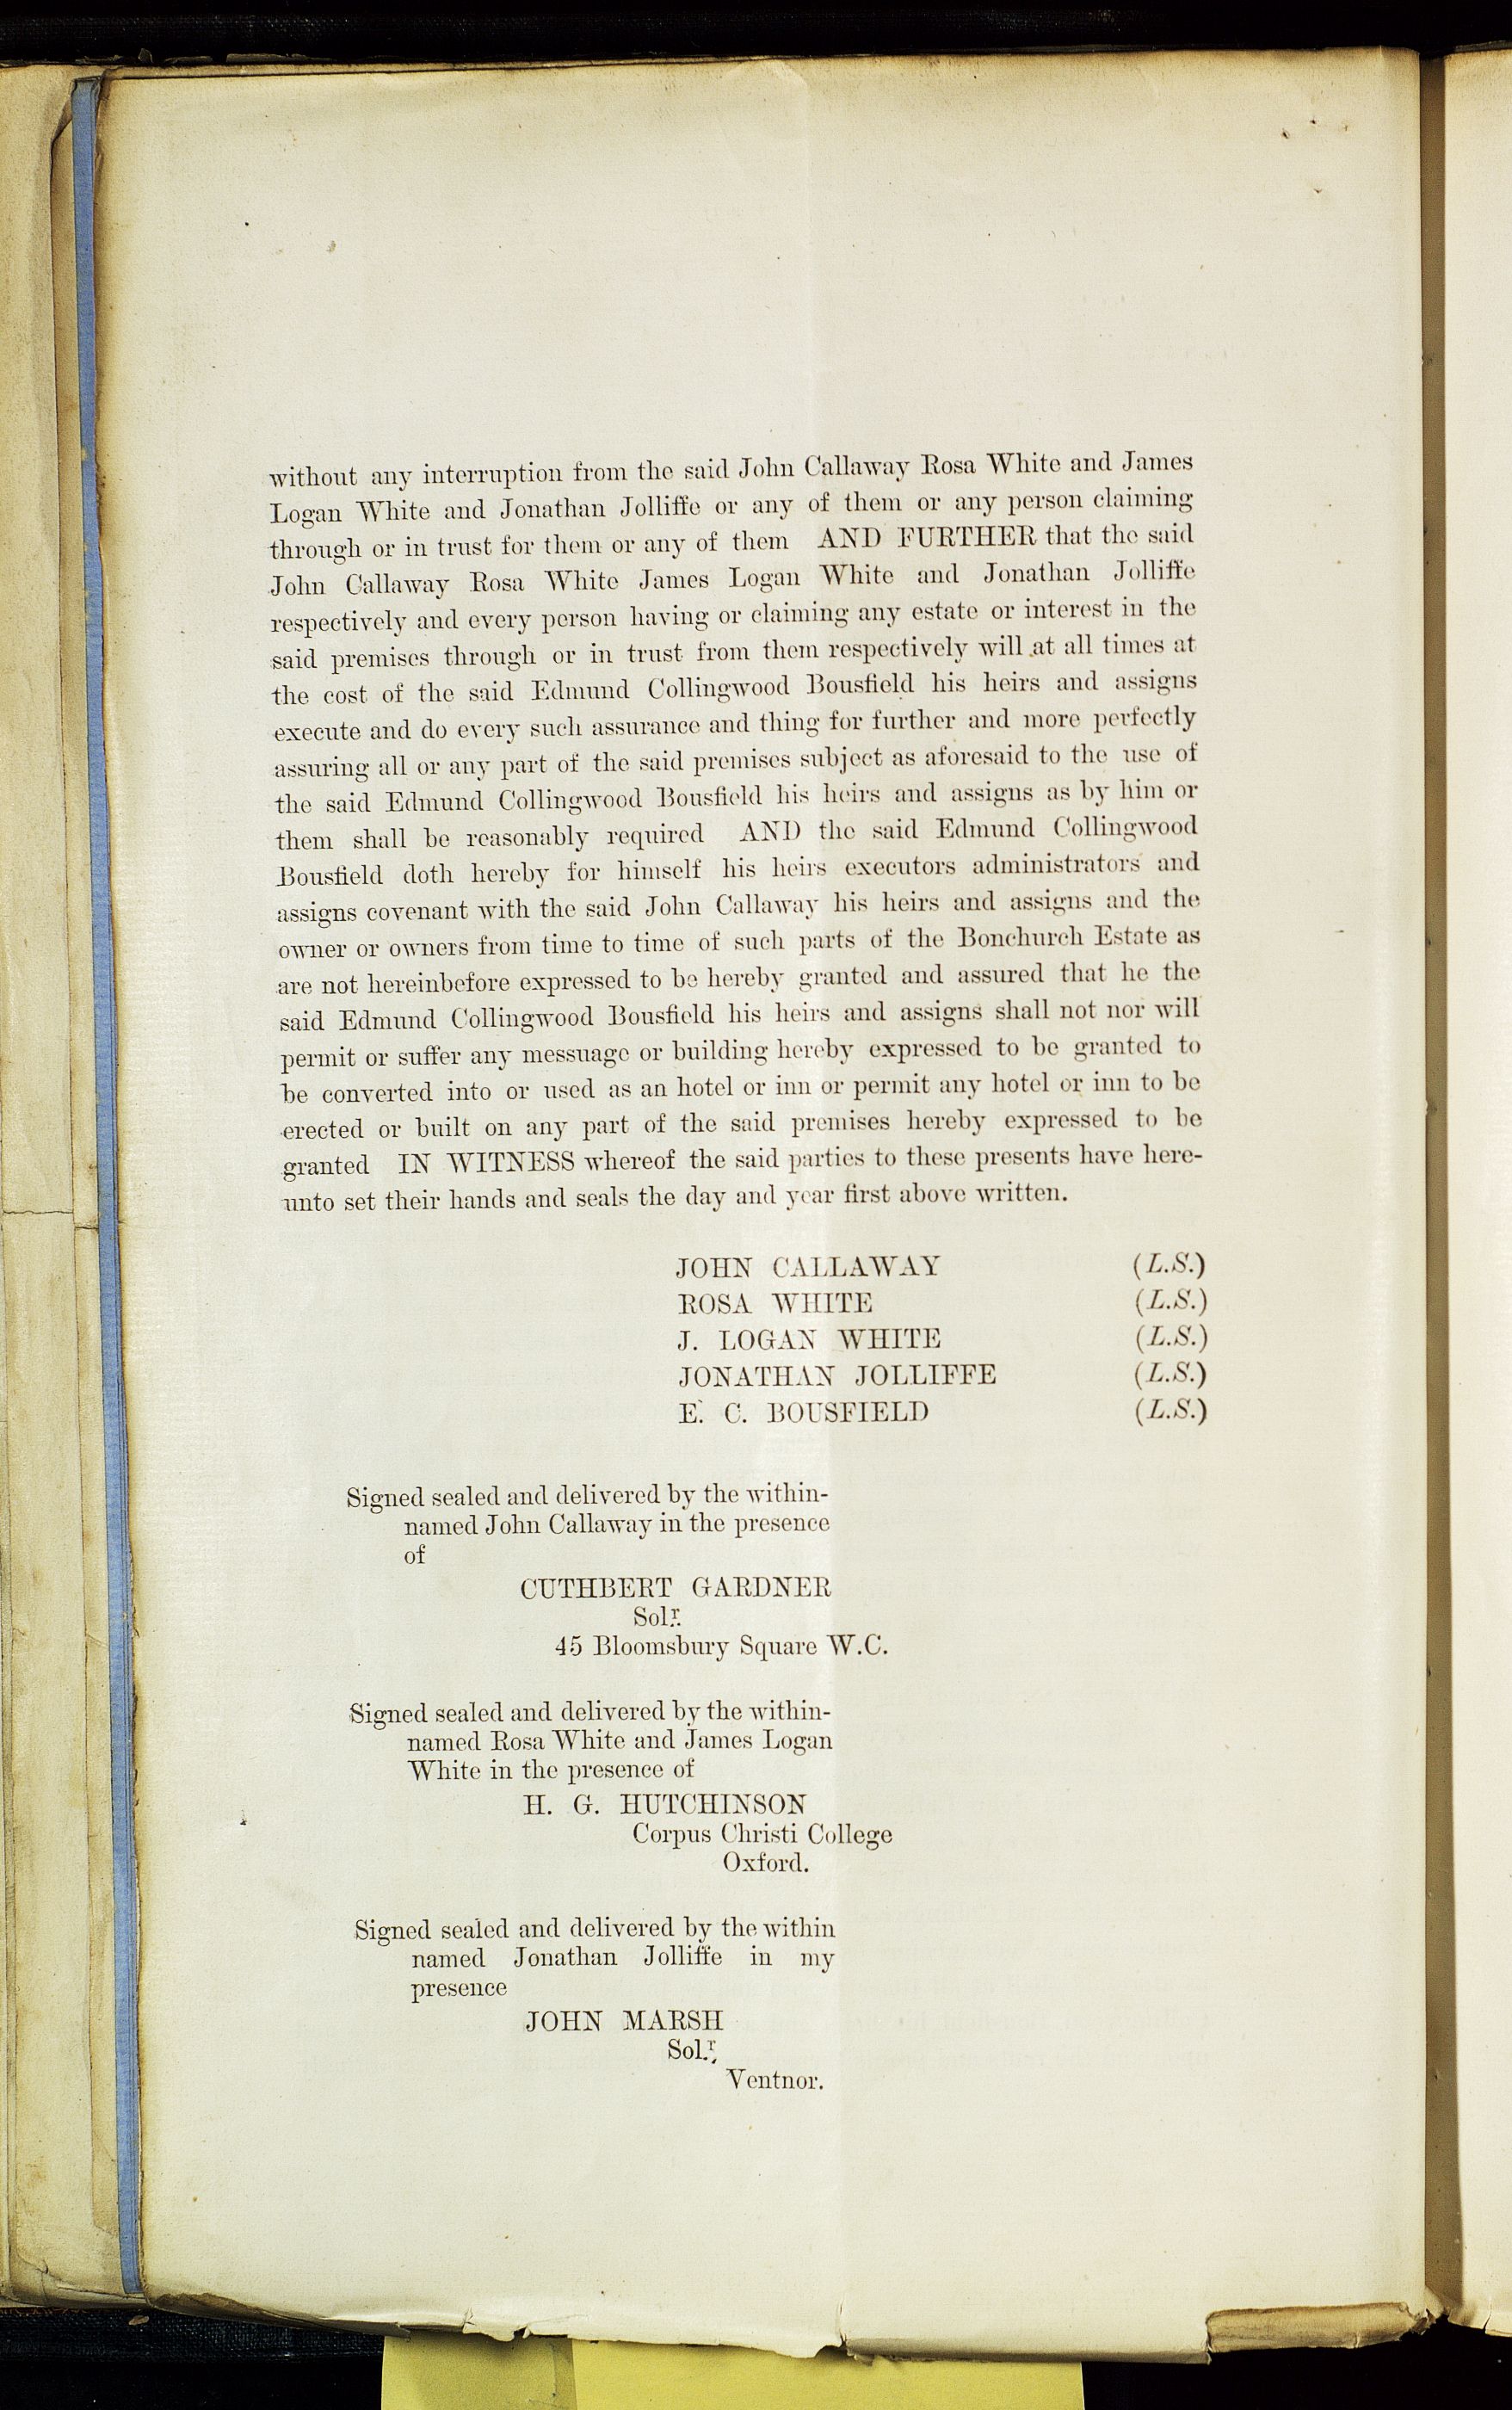 without any interruption from the said John Callaway Rosa White and James
Logan White and Jonathan Jolliffe or any of them or any person claiming
through or in trust for them or any of them AND FURTHER that the said
John Callaway Rosa White James Logan White and Jonathan Jolliffe
respectively and every person having or claiming any estate or interest in the
said premises through or in trust from them respectively will at all times at
the cost of the said Edmund Collingwood Bousfield his heirs and assigns
execute and do every such assurance and thing for further and more perfectly
assuring all or any part of the said premises subject as aforesaid to the use of
the said Edmund Collingwood Bousfield his heirs and assigns as by him or
them shall be reasonably required AND the said Edmund Collingwood
Bousfield doth hereby for himself his heirs executors administrators and
assigns covenant with the said John Callaway his heirs and assigns and the
owner or owners from time to time of such parts of the Bonchurch Estate as
are not hereinbefore expressed to be hereby granted and assured that he the
said Edmund Collingwood Bousfield his heirs and assigns shall not nor will
permit or suffer any messuage or building hereby expressed to be granted to
be converted into or used as an hotel or inn or permit any hotel or inn to be
erected or built on any part of the said premises hereby expressed to be
granted IN WITNESS whereof the said parties to these presents have here-
unto set their hands and seals the day and year first above written.
JOHN CALLAWAY (L.S.)
ROSA WHITE (L.S.)
J. LOGAN WHITE (L.S.)
JONATHAN JOLLIFFE (L.S.)
E. C. BOUSFIELD (L.S.)
Signed sealed and delivered by the within-
named John Callaway in the presence
of
CUTHBERT GARDNER
Sol.r
45 Bloomsbury Square W.C.
Signed sealed and delivered by the within-
named Rosa White and James Logan
White in the presence of
H. G. HUTCHINSON
Corpus Christi College
Oxford.
Signed sealed and delivered by the within
named Jonathan Jolliffe in my
presence
JOHN MARSH
Sol.r,
Ventnor.